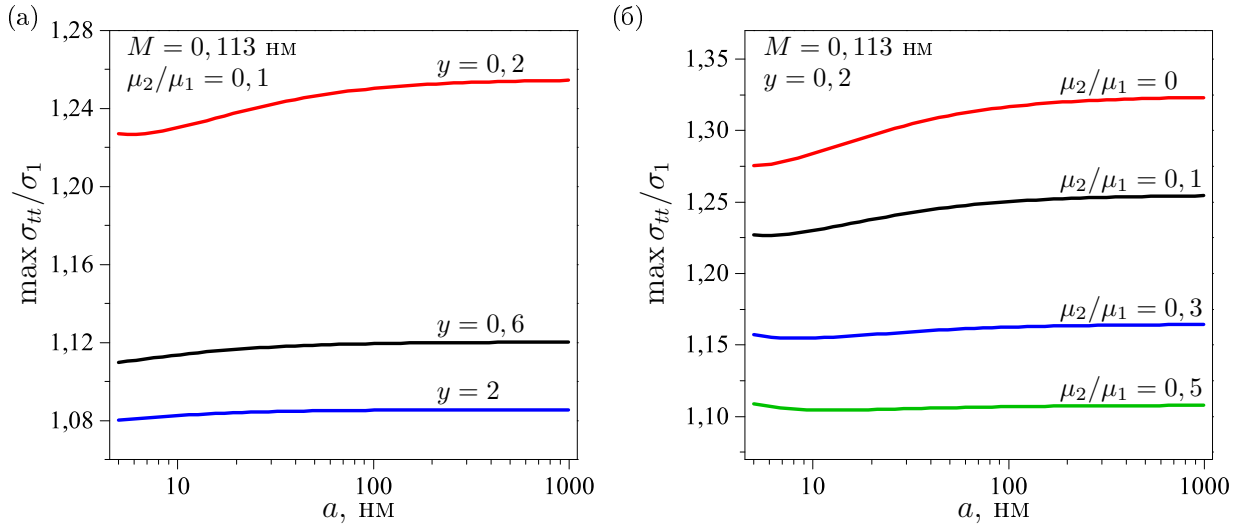 (а)
M = 0, 113 нм
μ₂/μ₁ = 0, 1
y = 0, 2
y = 0, 6
y = 2
max σₜₜ/σ₁
1,28
1,24
1,20
1,16
1,12
1,08
10
100
1000
a, нм
(б)
M = 0, 113 нм
y = 0, 2
μ₂/μ₁ = 0
μ₂/μ₁ = 0, 1
μ₂/μ₁ = 0, 3
μ₂/μ₁ = 0, 5
max σₜₜ/σ₁
1,35
1,30
1,25
1,20
1,15
1,10
10
100
1000
a, нм